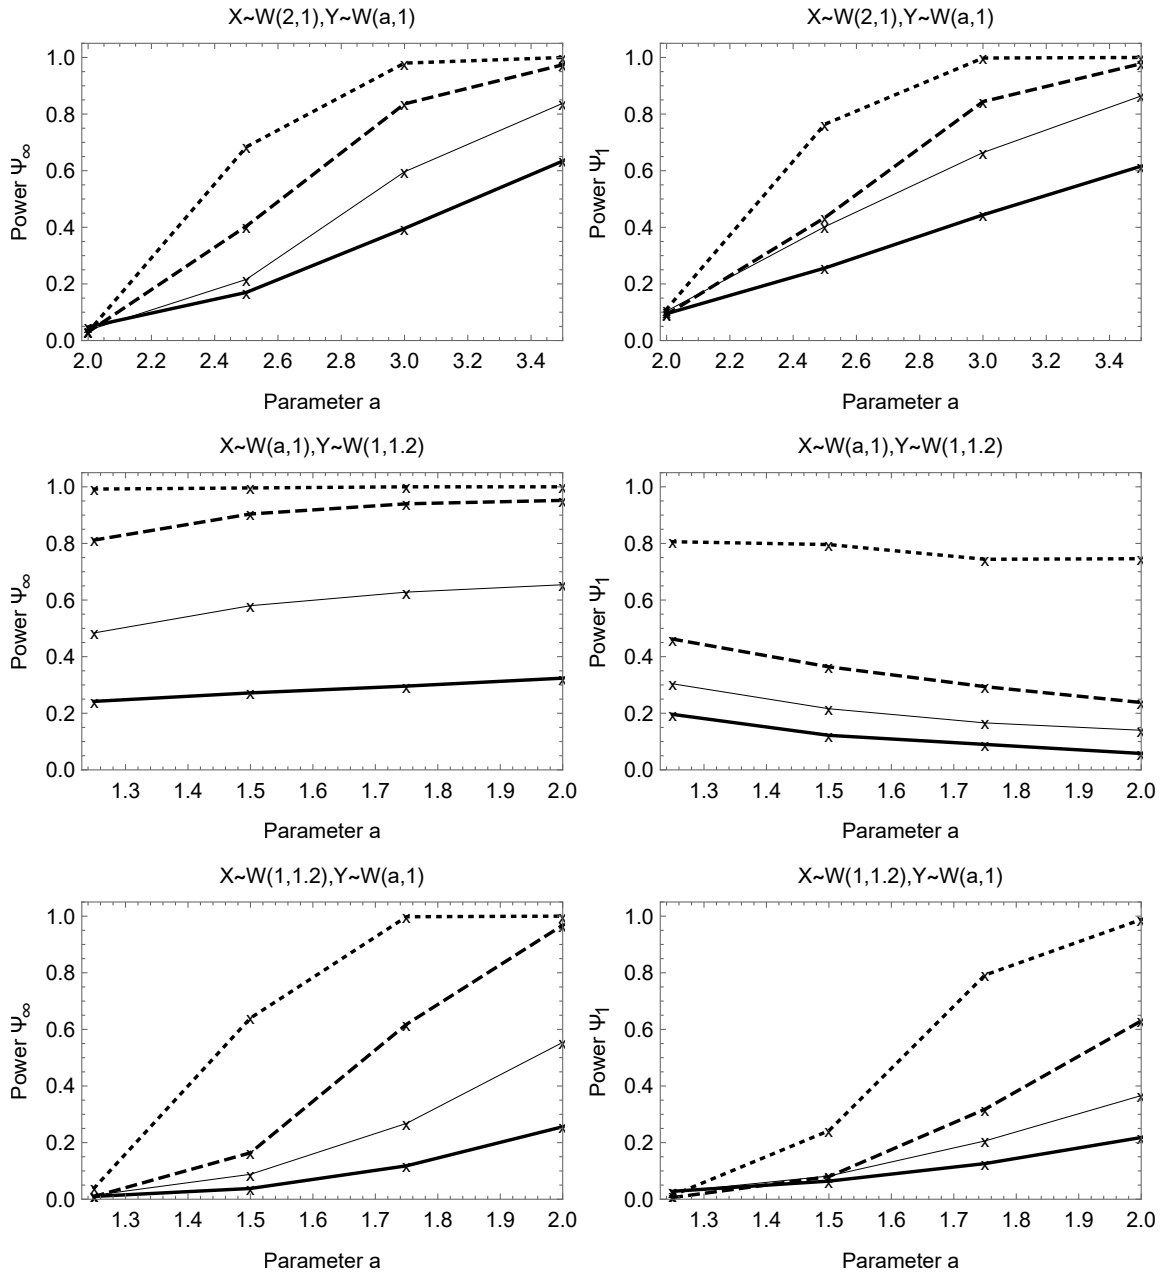 X~W(2,1),Y~W(a,1)
Power Ψ∞
1.0
0.8
0.6
0.4
0.2
0.0
2.0 2.2 2.4 2.6 2.8 3.0 3.2 3.4
Parameter a
X~W(2,1),Y~W(a,1)
Power Ψ1
1.0
0.8
0.6
0.4
0.2
0.0
2.0 2.2 2.4 2.6 2.8 3.0 3.2 3.4
Parameter a
X~W(a,1),Y~W(1,1.2)
Power Ψ∞
1.0
0.8
0.6
0.4
0.2
0.0
1.3 1.4 1.5 1.6 1.7 1.8 1.9 2.0
Parameter a
X~W(a,1),Y~W(1,1.2)
Power Ψ1
1.0
0.8
0.6
0.4
0.2
0.0
1.3 1.4 1.5 1.6 1.7 1.8 1.9 2.0
Parameter a
X~W(1,1.2),Y~W(a,1)
Power Ψ∞
1.0
0.8
0.6
0.4
0.2
0.0
1.3 1.4 1.5 1.6 1.7 1.8 1.9 2.0
Parameter a
X~W(1,1.2),Y~W(a,1)
Power Ψ1
1.0
0.8
0.6
0.4
0.2
0.0
1.3 1.4 1.5 1.6 1.7 1.8 1.9 2.0
Parameter a